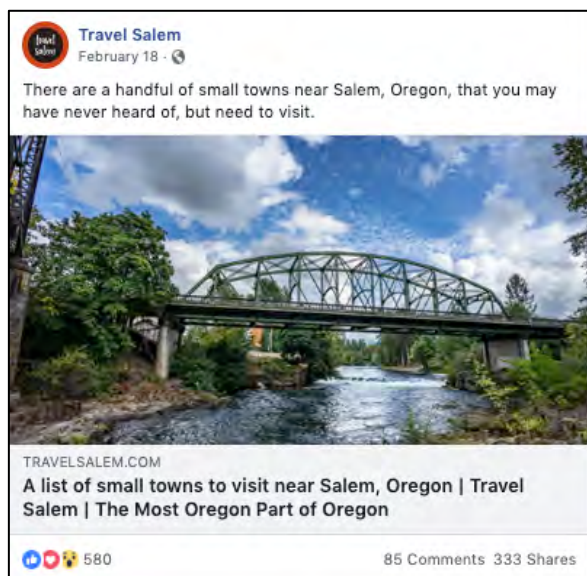 travel
salem
Travel Salem
February 18 ·
There are a handful of small towns near Salem, Oregon, that you may
have never heard of, but need to visit.
TRAVELSALEM.COM
A list of small towns to visit near Salem, Oregon | Travel
Salem | The Most Oregon Part of Oregon
580
85 Comments 333 Shares